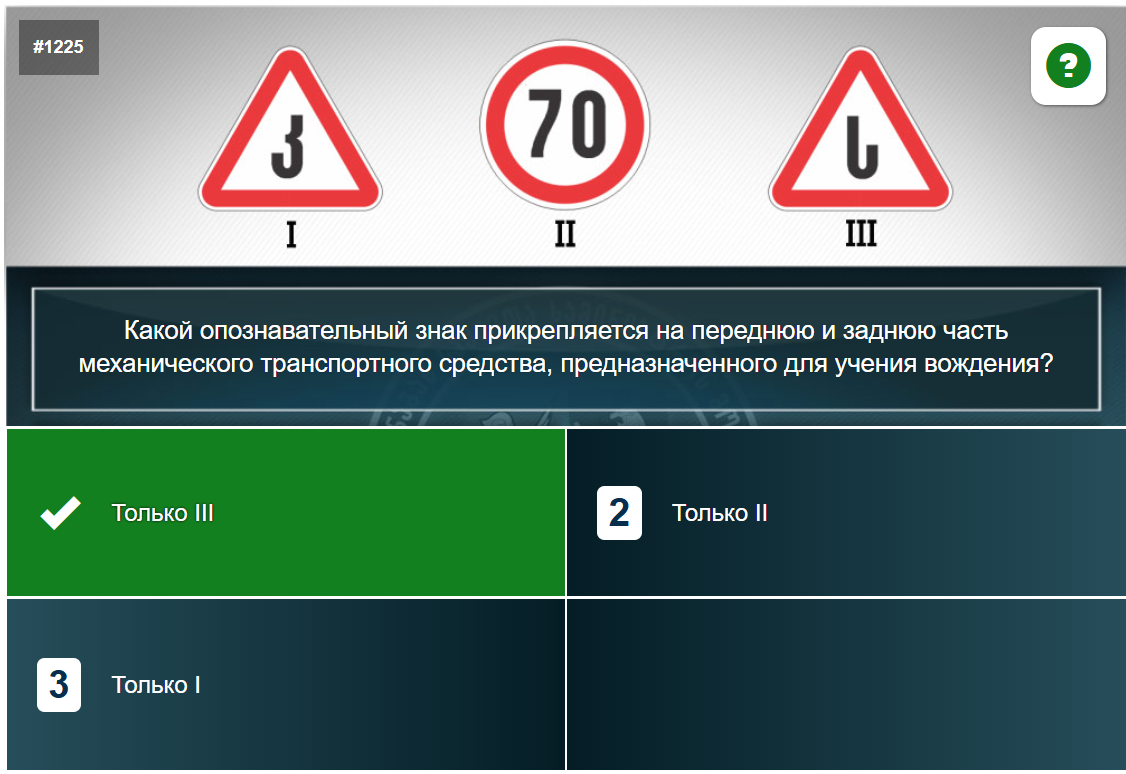 #1225
კ
70
ს
?
I
II
III
Какой опознавательный знак прикрепляется на переднюю и заднюю часть
механического транспортного средства, предназначенного для учения вождения?
Только III
2 Только II
3 Только I